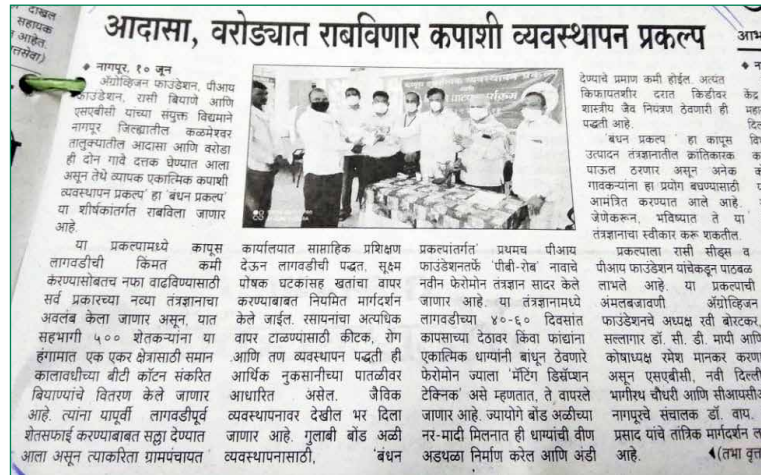 दाखल
सहायक
आहेत.
तसेवा)
आदासा, वरोड्यात राबविणार कपाशी व्यवस्थापन प्रकल्प
♦ नागपूर, १० जून
ॲग्रोव्हिजन फाउंडेशन, पीआय
फाउंडेशन, रासी बियाणे आणि
एसएबीसी यांच्या संयुक्त विद्यमाने
नागपूर जिल्ह्यातील कळमेश्वर
तालुक्यातील आदासा आणि वरोडा
ही दोन गावे दत्तक घेण्यात आला
असून तेथे व्यापक एकात्मिक कपाशी
व्यवस्थापन प्रकल्प' हा 'बंधन प्रकल्प'
या शीर्षकांतर्गत राबविला जाणार
आहे.
या प्रकल्पामध्ये कापूस
लागवडीची किंमत कमी
करण्यासोबतच नफा वाढविण्यासाठी
सर्व प्रकारच्या नव्या तंत्रज्ञानाचा
अवलंब केला जाणार असून, यात
सहभागी ५०० शेतकऱ्यांना या
हंगामात एक एकर क्षेत्रासाठी समान
कालावधीच्या बीटी कॉटन संकरित
बियाण्यांचे वितरण केले जाणार
आहे. त्यांना यापूर्वी लागवडीपूर्व
शेतसफाई करण्याबाबत सल्ला देण्यात
आला असून त्याकरिता ग्रामपंचायत
कार्यालयात सामाहिक प्रशिक्षण
देऊन लागवडीची पद्धत, सूक्ष्म
पोषक घटकांसह खतांचा वापर
करण्याबाबत नियमित मार्गदर्शन
केले जाईल. रसायनांचा अत्यधिक
वापर टाळण्यासाठी कीटक, रोग
आणि तण व्यवस्थापन पद्धती ही
आर्थिक नुकसानीच्या पातळीवर
आधारित असेल. जैविक
व्यवस्थापनावर देखील भर दिला
जाणार आहे. गुलाबी बोंड अळी
व्यवस्थापनासाठी, 'बंधन
प्रकल्पांतर्गत' प्रथमच पीआय
फाउंडेशनतर्फे 'पीबी-रोब' नावाचे
नवीन फेरोमोन तंत्रज्ञान सादर केले
जाणार आहे. या तंत्रज्ञानामध्ये
लागवडीच्या ४०-६० दिवसांत
कापसाच्या देठावर किंवा फांद्यांना
एकात्मिक धाग्यांनी बांधून ठेवणारे
फेरोमोन ज्याला 'मॅटिंग डिसॅप्शन
टेक्निक' असे म्हणतात, ते वापरले
जाणार आहे. ज्यायोगे बोंड अळीच्या
नर-मादी मिलनात ही धाग्यांची वीण
अडथळा निर्माण करेल आणि अंडी
देण्याचे प्रमाण कमी होईल. अत्यंत
किफायतशीर दरात किडीवर
शास्त्रीय जैव नियंत्रण ठेवणारी ही
पद्धती आहे.
'बंधन प्रकल्प' हा कापूस
उत्पादन तंत्रज्ञानातील क्रांतिकारक
पाऊत ठरणार असून अनेक
गावकऱ्यांना हा प्रयोग बघण्यासाठी
आमंत्रित करण्यात आले आहे.
जेणेकरून, भविष्यात ते या
तंत्रज्ञानाचा स्वीकार करू शकतील.
प्रकल्पाला रासी सीड्स व
पीआय फाउंडेशन यांचेकडून पाठबळ
लाभले आहे. या प्रकल्पाची
अंमलबजावणी ॲग्रोव्हिजन
फाउंडेशनचे अध्यक्ष रवी बोरटकर,
सल्लागार डॉ. सी. डी. मायी आणि
कोषाध्यक्ष रमेश मानकर करणा
असून एसएबीसी, नवी दिल्ली
भागीरथ चौधरी आणि सीआयसीअ
नागपूरचे संचालक डॉ. वाय.
प्रसाद यांचे तांत्रिक मार्गदर्शन ल
आहे. (तभा वृत्त